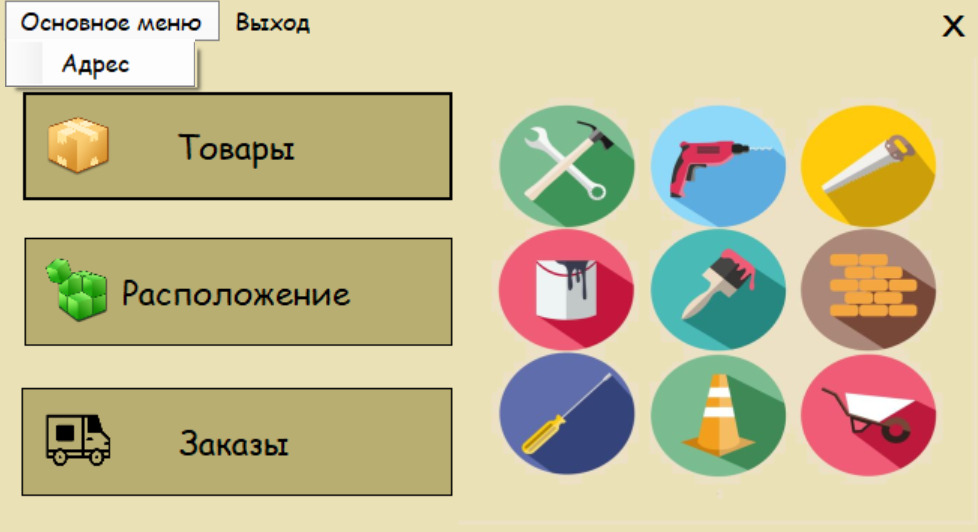 Основное меню Выход X
Адрес
Товары
Расположение
Заказы